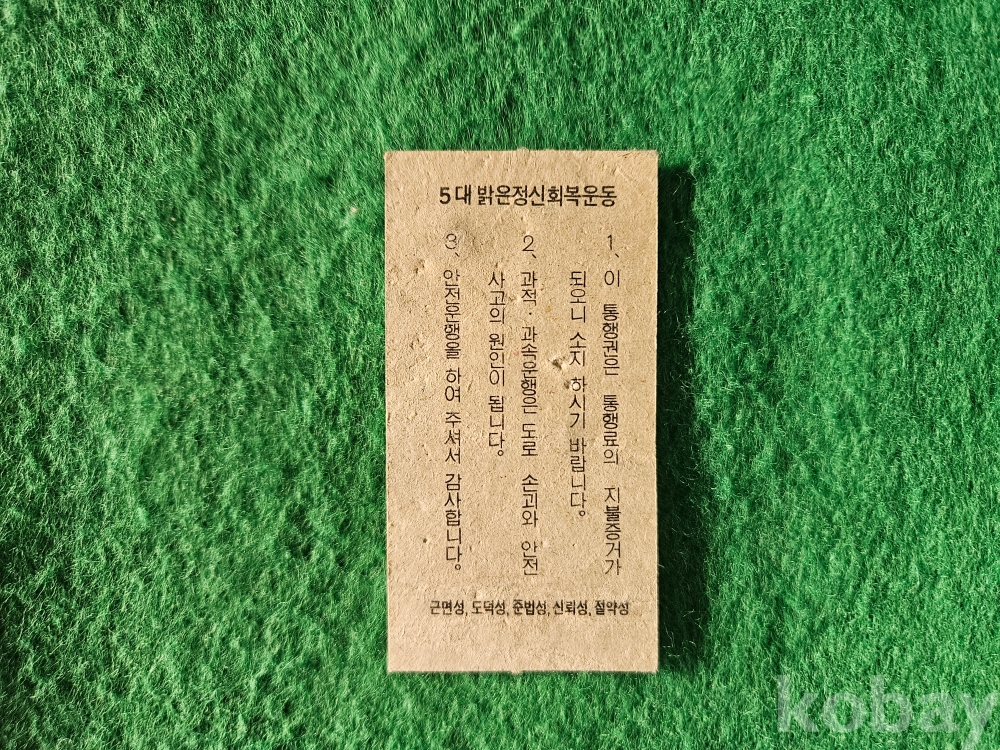 5대 밝은정신회복운동
1、이 통행권은 통행료의 지불증거가
되오니 소지 하시기 바랍니다。
2、과적·과속운행은 도로 손괴와 안전
사고의 원인이 됩니다。
3、안전운행을 하여 주셔서 감사합니다。
근면성, 도덕성, 준법성, 신뢰성, 절약성
kobay